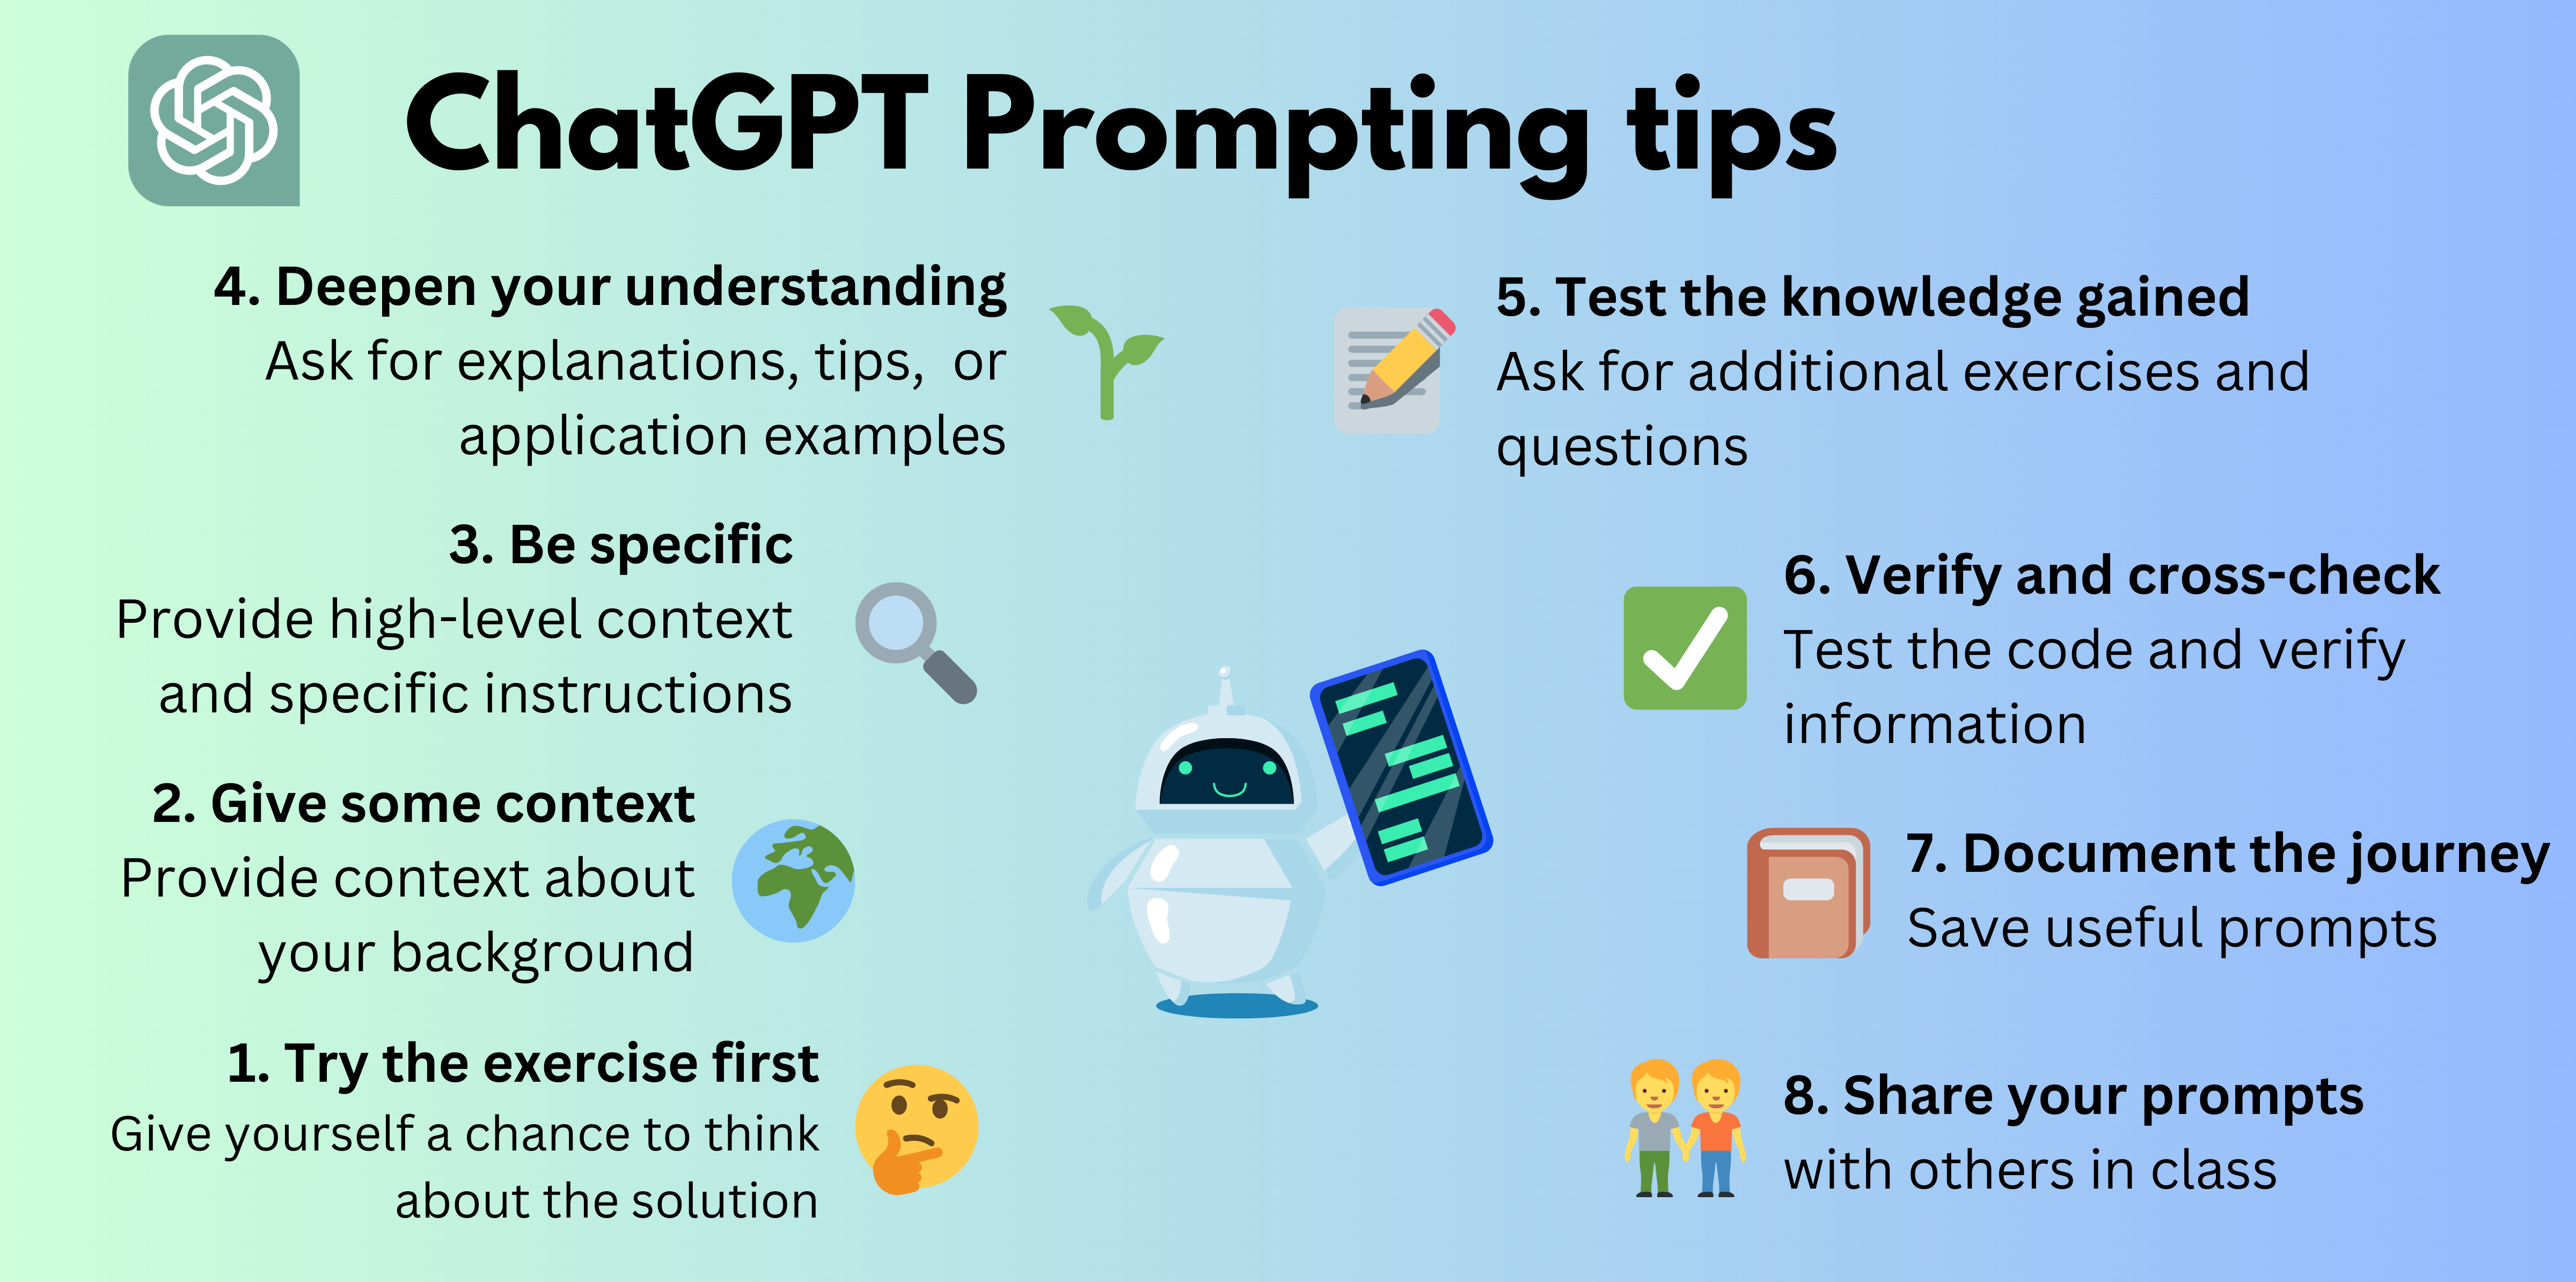 ChatGPT Prompting tips
4. Deepen your understanding
Ask for explanations, tips, or
application examples
3. Be specific
Provide high-level context
and specific instructions
2. Give some context
Provide context about
your background
1. Try the exercise first
Give yourself a chance to think
about the solution
5. Test the knowledge gained
Ask for additional exercises and
questions
6. Verify and cross-check
Test the code and verify
information
7. Document the journey
Save useful prompts
8. Share your prompts
with others in class